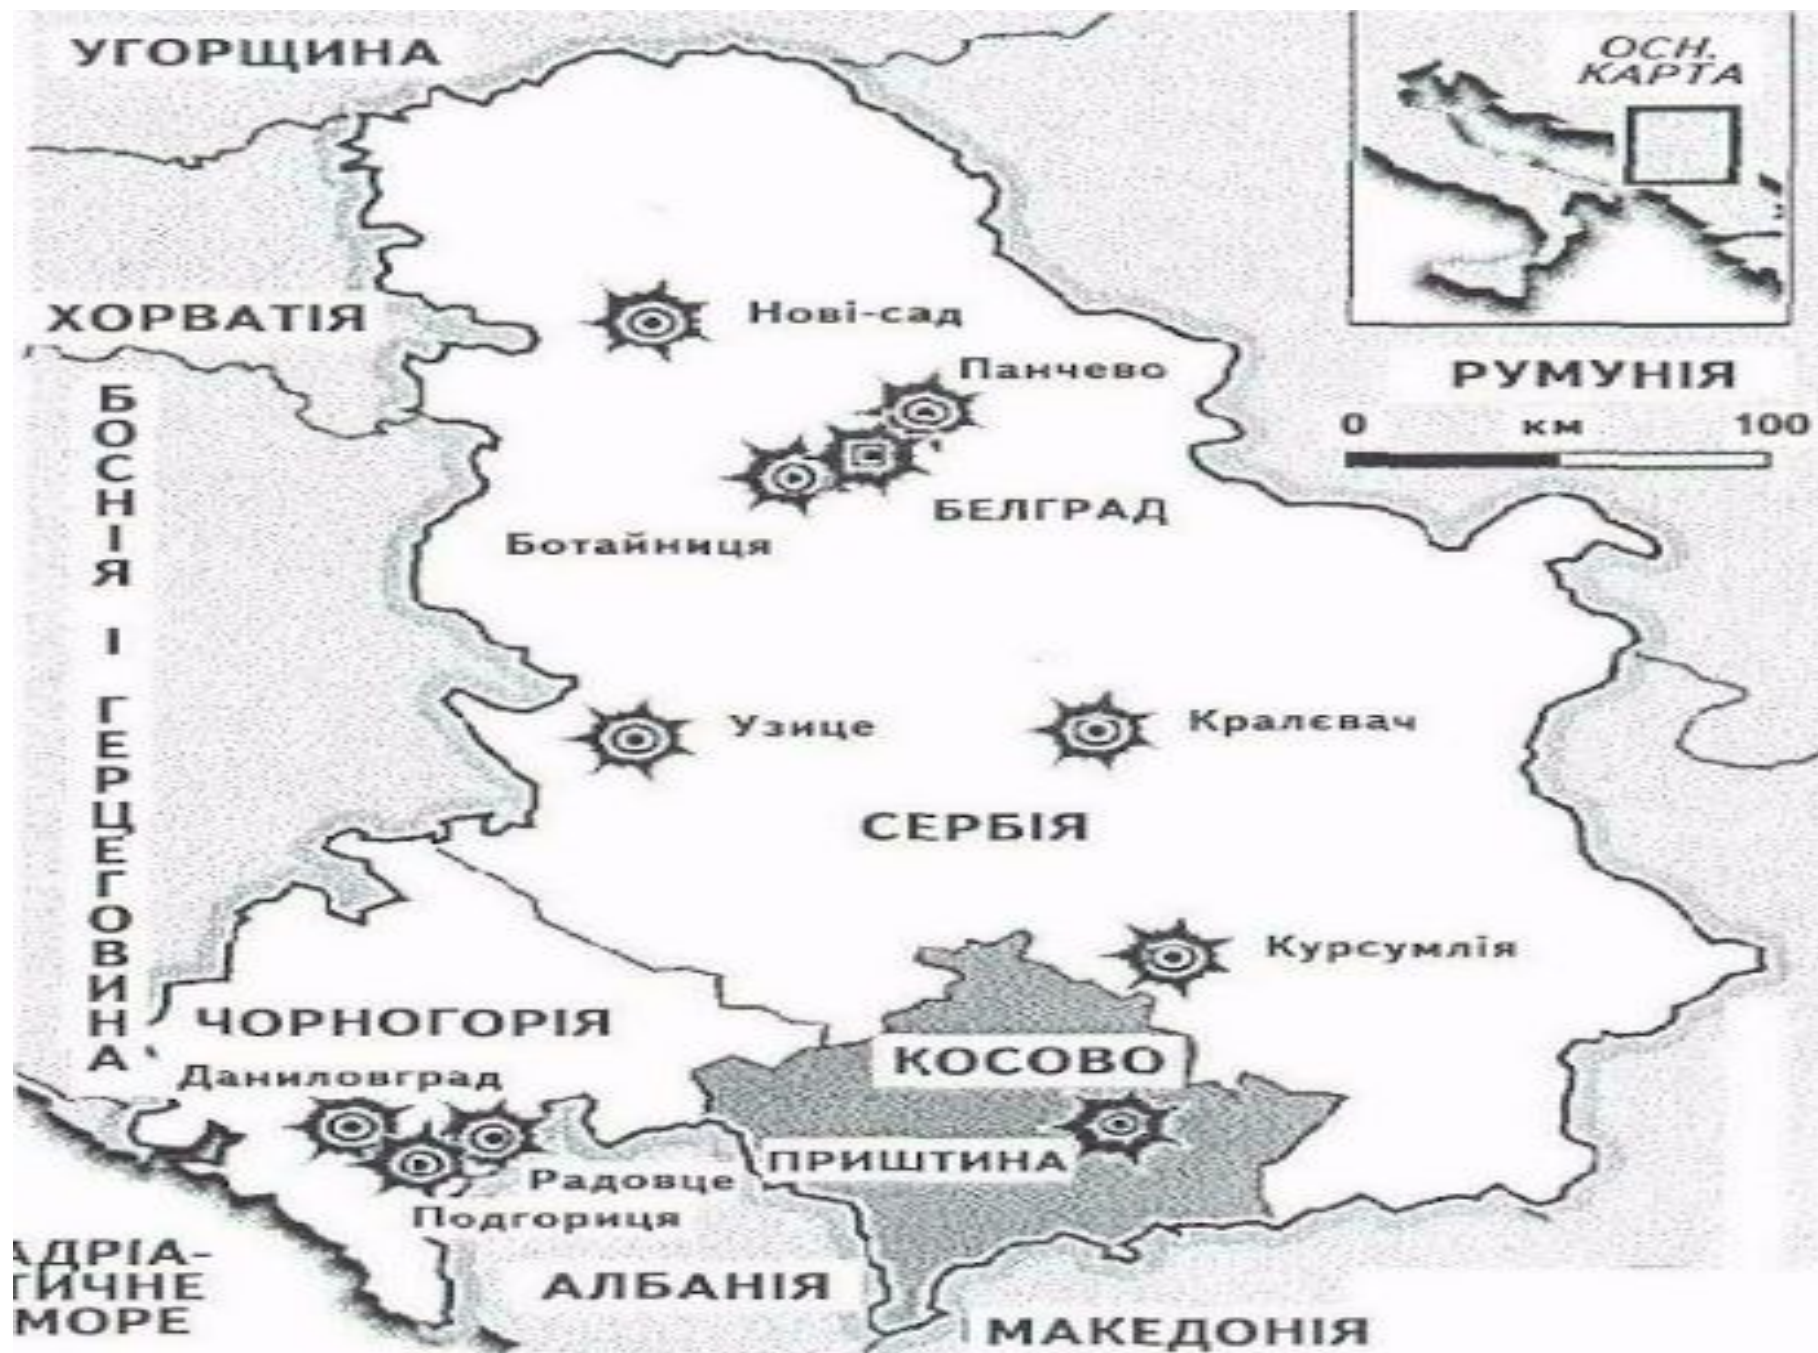 УГОРЩИНА
ОСН.
КАРТА
ХОРВАТІЯ
Нові-сад
Панчево
РУМУНІЯ
0 км 100
БОСНІЯ І ГЕРЦЕГОВИНА
БЕЛГРАД
Ботайниця
Узице
Кралєвач
СЕРБІЯ
Курсумлія
ЧОРНОГОРІЯ
КОСОВО
Даниловград
ПРИШТИНА
Радовце
Подгориця
АДРІА-
ТИЧНЕ
МОРЕ
АЛБАНІЯ
МАКЕДОНІЯ